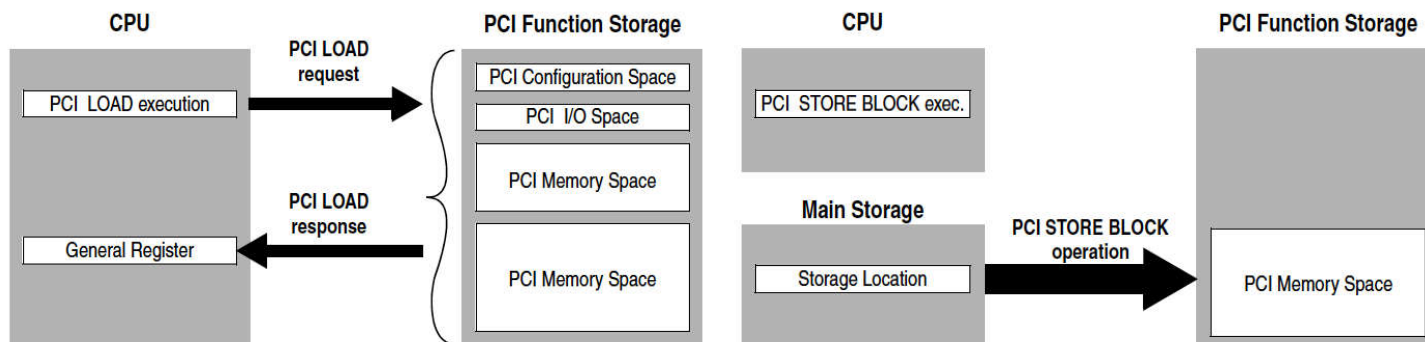 CPU
PCI LOAD execution
General Register
PCI LOAD
request
PCI LOAD
response
PCI Function Storage
PCI Configuration Space
PCI I/O Space
PCI Memory Space
PCI Memory Space
CPU
PCI STORE BLOCK exec.
Main Storage
Storage Location
PCI STORE BLOCK
operation
PCI Function Storage
PCI Memory Space